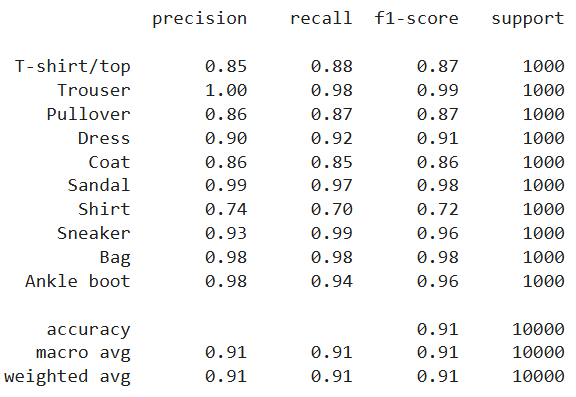 precision recall f1-score support
T-shirt/top 0.85 0.88 0.87 1000
Trouser 1.00 0.98 0.99 1000
Pullover 0.86 0.87 0.87 1000
Dress 0.90 0.92 0.91 1000
Coat 0.86 0.85 0.86 1000
Sandal 0.99 0.97 0.98 1000
Shirt 0.74 0.70 0.72 1000
Sneaker 0.93 0.99 0.96 1000
Bag 0.98 0.98 0.98 1000
Ankle boot 0.98 0.94 0.96 1000
accuracy 0.91 10000
macro avg 0.91 0.91 0.91 10000
weighted avg 0.91 0.91 0.91 10000